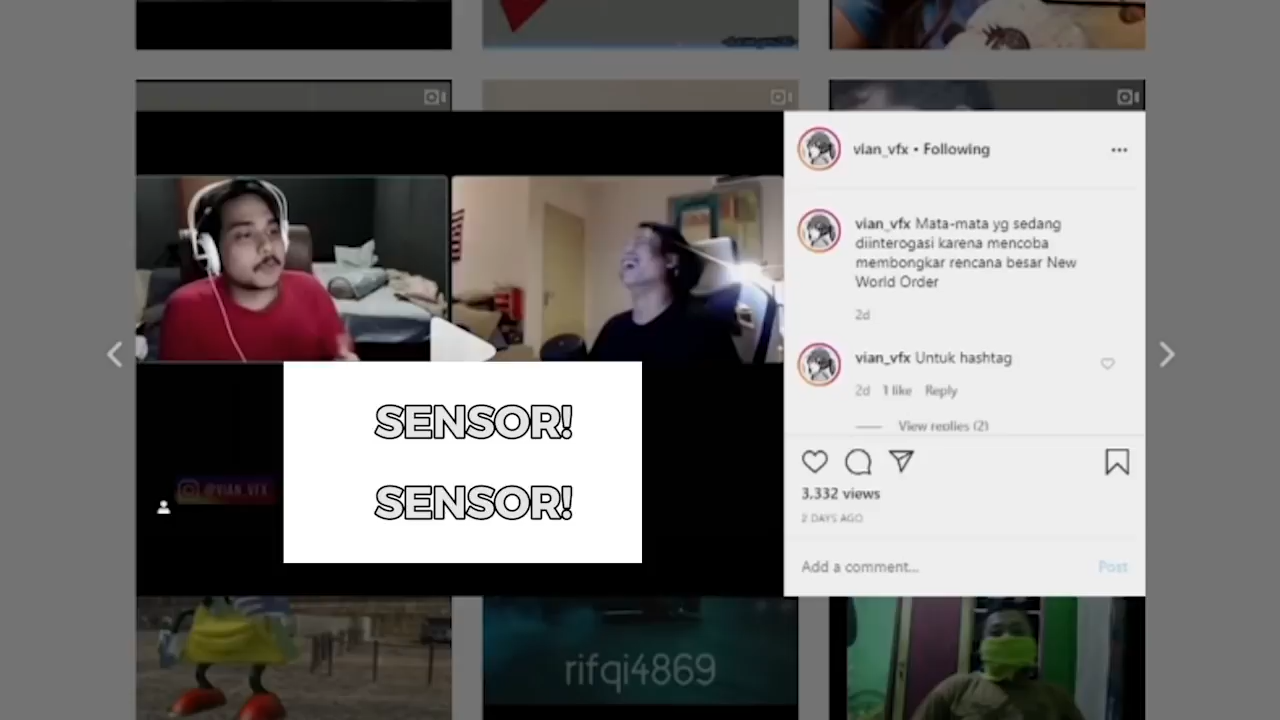 vian_vfx • Following
vian_vfx Mata-mata yg sedang
diinterogasi karena mencoba
membongkar rencana besar New
World Order
2d
vian_vfx Untuk hashtag
2d 1 like Reply
View replies (2)
3,332 views
2 DAYS AGO
Add a comment... Post
SENSOR!
SENSOR!
@VIAN_VFX
rifqi4869